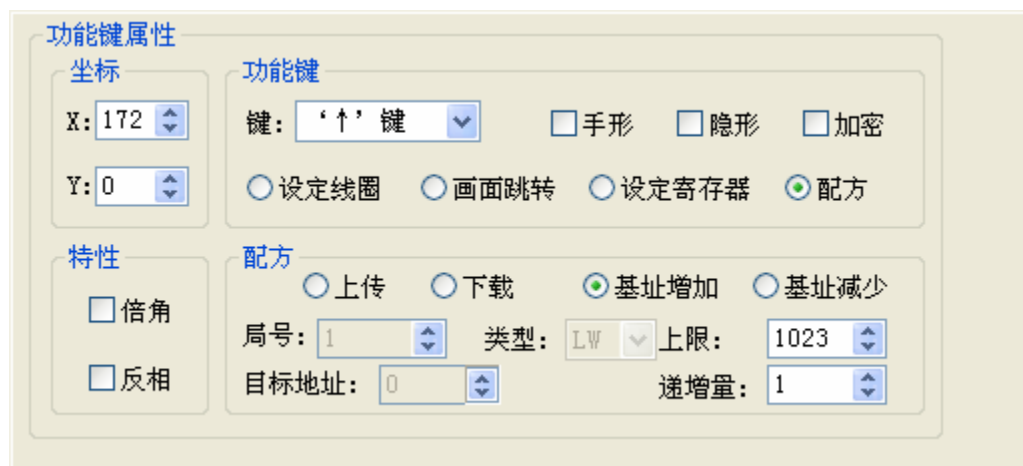 功能键属性
坐标
X: 172
Y: 0
功能键
键: ‘↑’键 手形 隐形 加密
设定线圈 画面跳转 设定寄存器 配方
特性
倍角
反相
配方
上传 下载 基址增加 基址减少
局号: 1 类型: LW 上限: 1023
目标地址: 0 递增量: 1